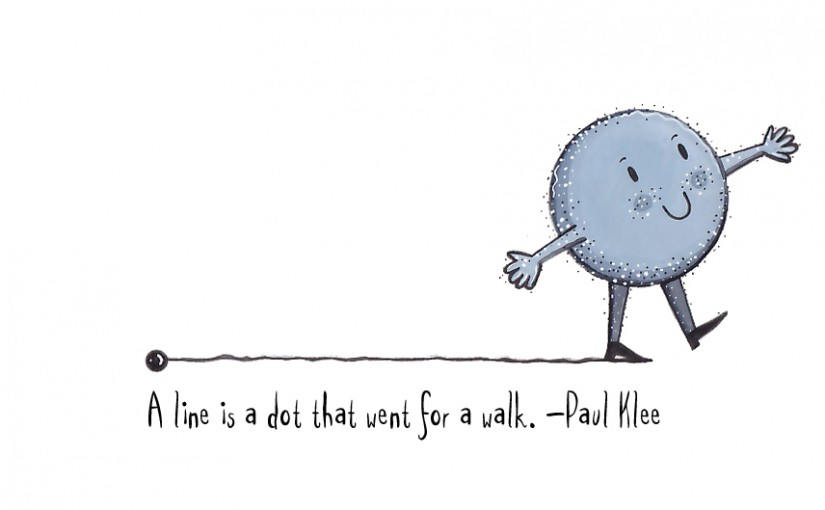 A line is a dot that went for a walk. –Paul Klee